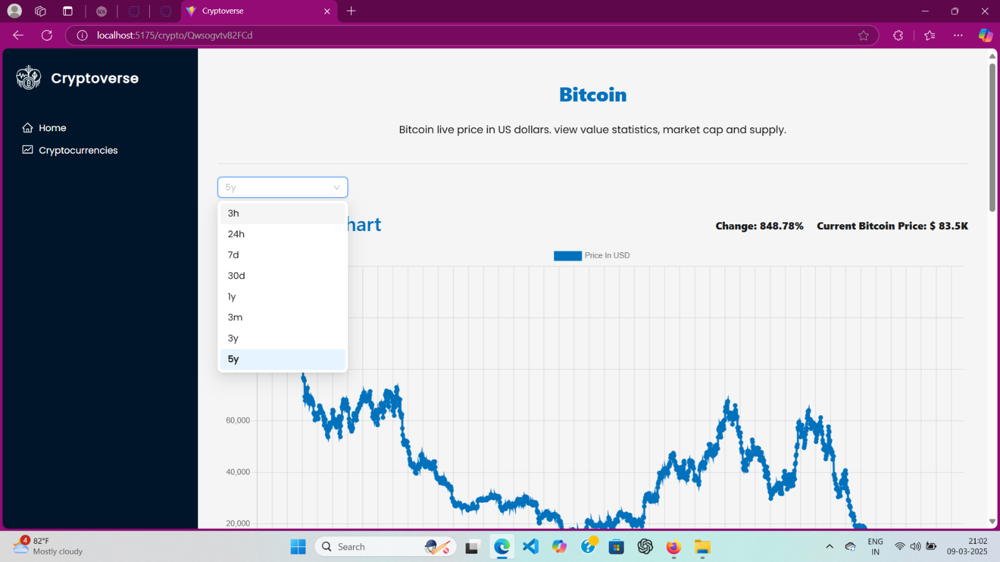 Cryptoverse
localhost:5175/crypto/Qwsogvtv82FCd
Cryptoverse
Home
Cryptocurrencies
Bitcoin
Bitcoin live price in US dollars. view value statistics, market cap and supply.
5y
3h
24h
7d
30d
1y
3m
3y
5y
hart
Change: 848.78% Current Bitcoin Price: $ 83.5K
Price In USD
60,000
40,000
20,000
4
82°F
Mostly cloudy
Search
ENG
IN
21:02
09-03-2025